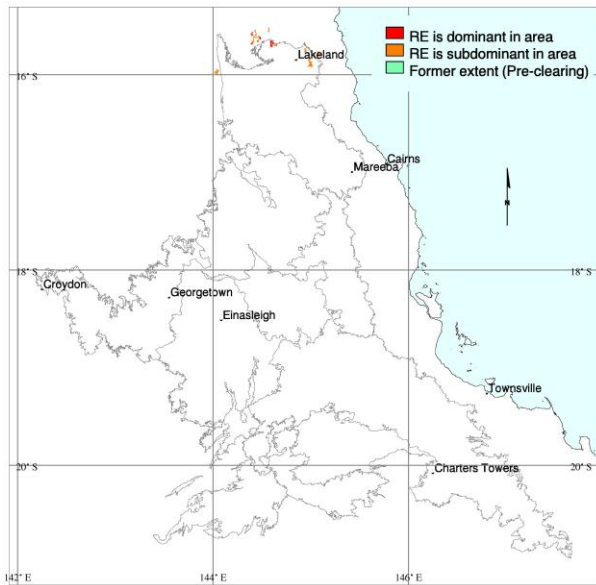 RE is dominant in area
RE is subdominant in area
Former extent (Pre-clearing)
Lakeland
16° S
Cairns
Mareeba
N
18° S
18° S
Croydon
Georgetown
Einasleigh
Townsville
20° S
20° S
Charters Towers
142° E
144° E
146° E